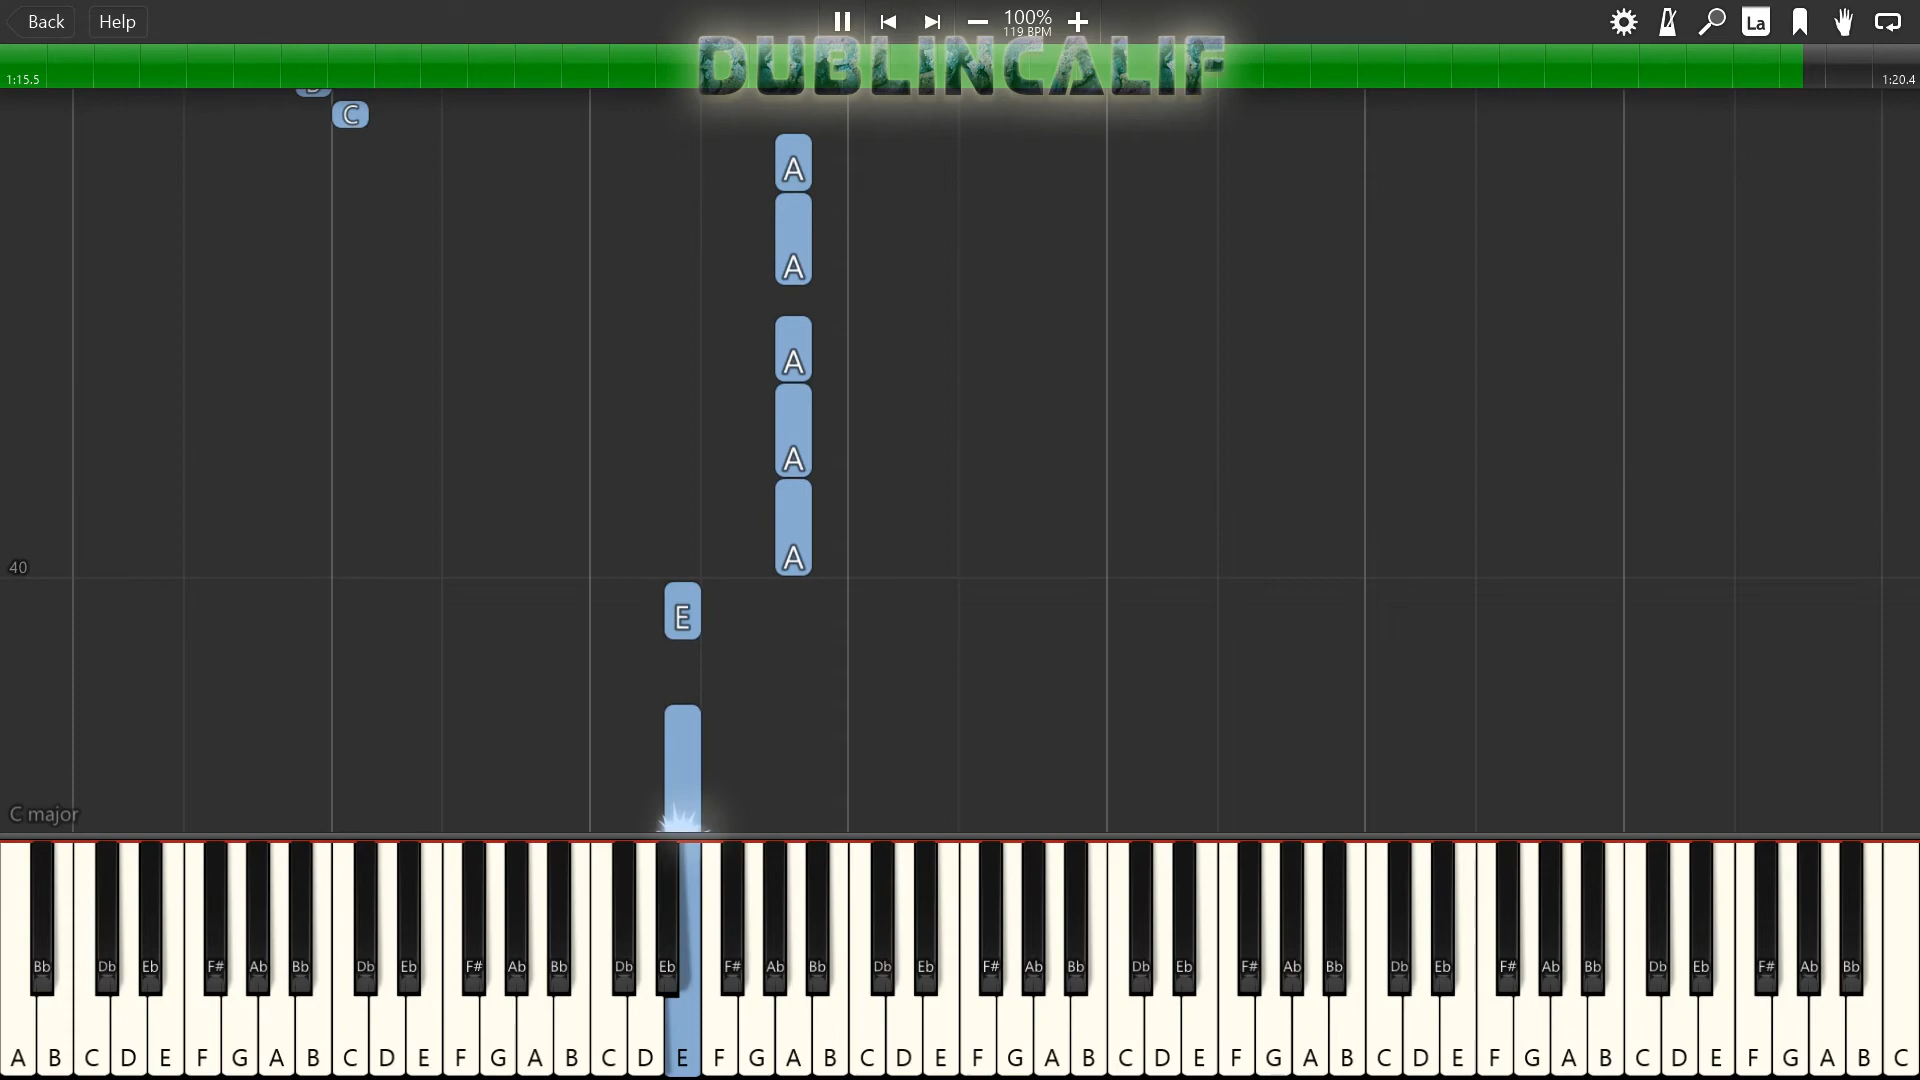 Back Help 100% La
119 BPM
DUBLINCALIF
1:15.5 1:20.4
C
A
A
A
A
A
40
E
C major
Bb Db Eb F# Ab Bb Db Eb F# Ab Bb Db Eb F# Ab Bb Db Eb F# Ab Bb Db Eb F# Ab Bb Db Eb F# Ab Bb Db Eb F# Ab Bb
A B C D E F G A B C D E F G A B C D E F G A B C D E F G A B C D E F G A B C D E F G A B C D E F G A B C